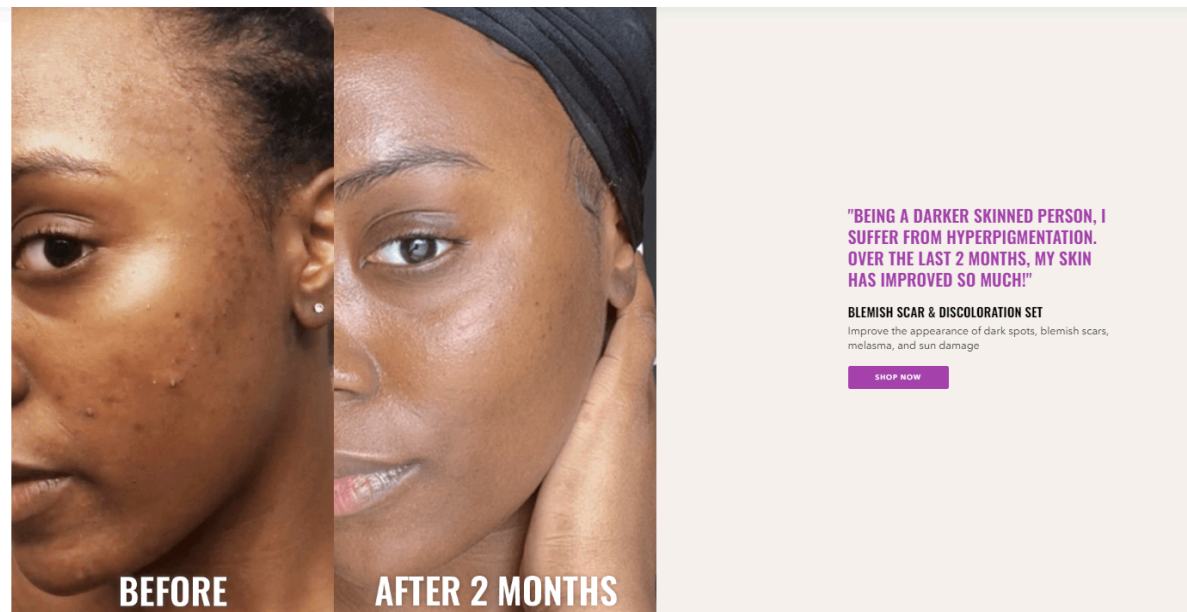 BEFORE
AFTER 2 MONTHS
"BEING A DARKER SKINNED PERSON, I
SUFFER FROM HYPERPIGMENTATION.
OVER THE LAST 2 MONTHS, MY SKIN
HAS IMPROVED SO MUCH!"
BLEMISH SCAR & DISCOLORATION SET
Improve the appearance of dark spots, blemish scars,
melasma, and sun damage
SHOP NOW